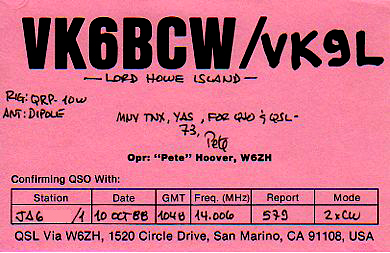 VK6BCW/VK9L
— LORD HOWE ISLAND —
RIG: QRP-10W
ANT: DIPOLE
MNY TNX, YAS, FOR QSO & QSL-
73,
Pete
Opr: "Pete" Hoover, W6ZH
Confirming QSO With:
Station Date GMT Freq. (MHz) Report Mode
JA6 /1 10 OCT 88 1048 14.006 579 2xCW
QSL Via W6ZH, 1520 Circle Drive, San Marino, CA 91108, USA